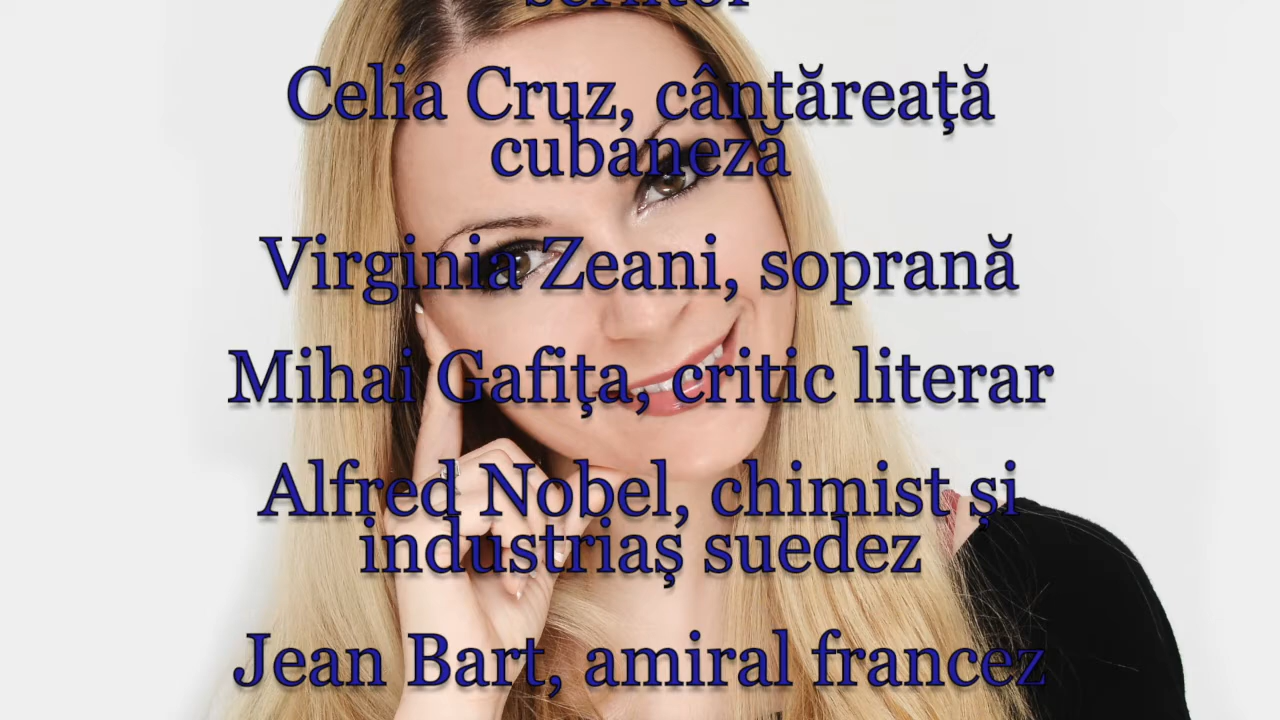 scriitor
Celia Cruz, cântăreață
cubaneză
Virginia Zeani, soprană
Mihai Gafița, critic literar
Alfred Nobel, chimist și
industriaș suedez
Jean Bart, amiral francez